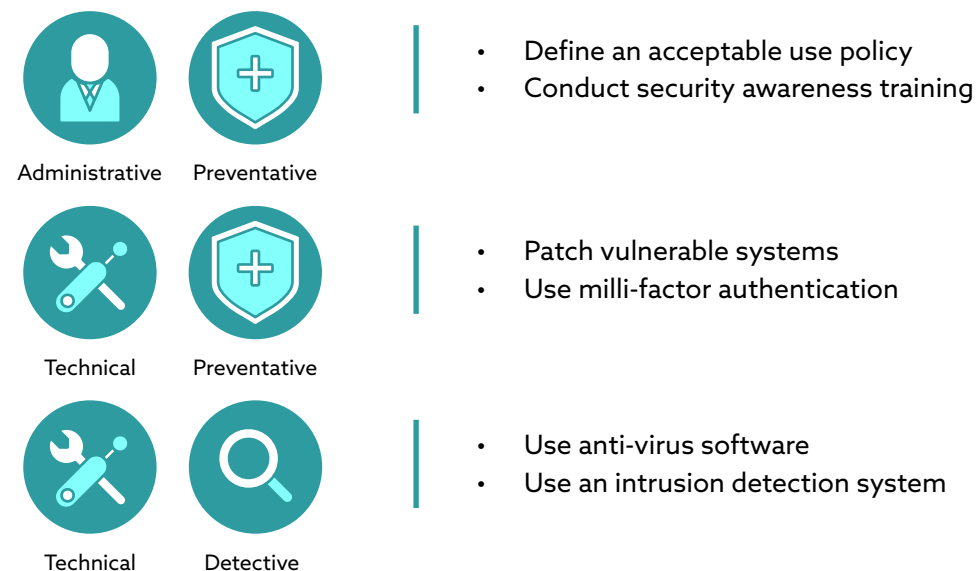 • Define an acceptable use policy
• Conduct security awareness training
Administrative Preventative
• Patch vulnerable systems
• Use milli-factor authentication
Technical Preventative
• Use anti-virus software
• Use an intrusion detection system
Technical Detective